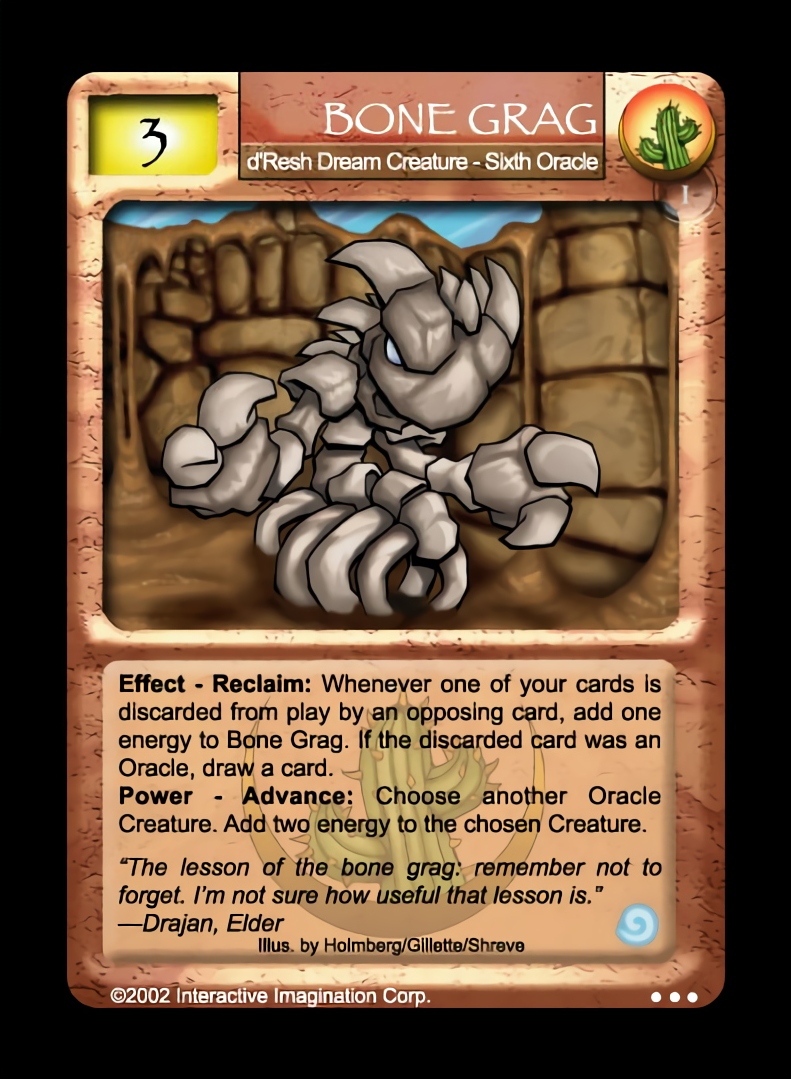 3
BONE GRAG
d'Resh Dream Creature - Sixth Oracle
I
Effect - Reclaim: Whenever one of your cards is
discarded from play by an opposing card, add one
energy to Bone Grag. If the discarded card was an
Oracle, draw a card.
Power - Advance: Choose another Oracle
Creature. Add two energy to the chosen Creature.
“The lesson of the bone grag: remember not to
forget. I’m not sure how useful that lesson is.”
—Drajan, Elder
Illus. by Holmberg/Gillette/Shreve
©2002 Interactive Imagination Corp.